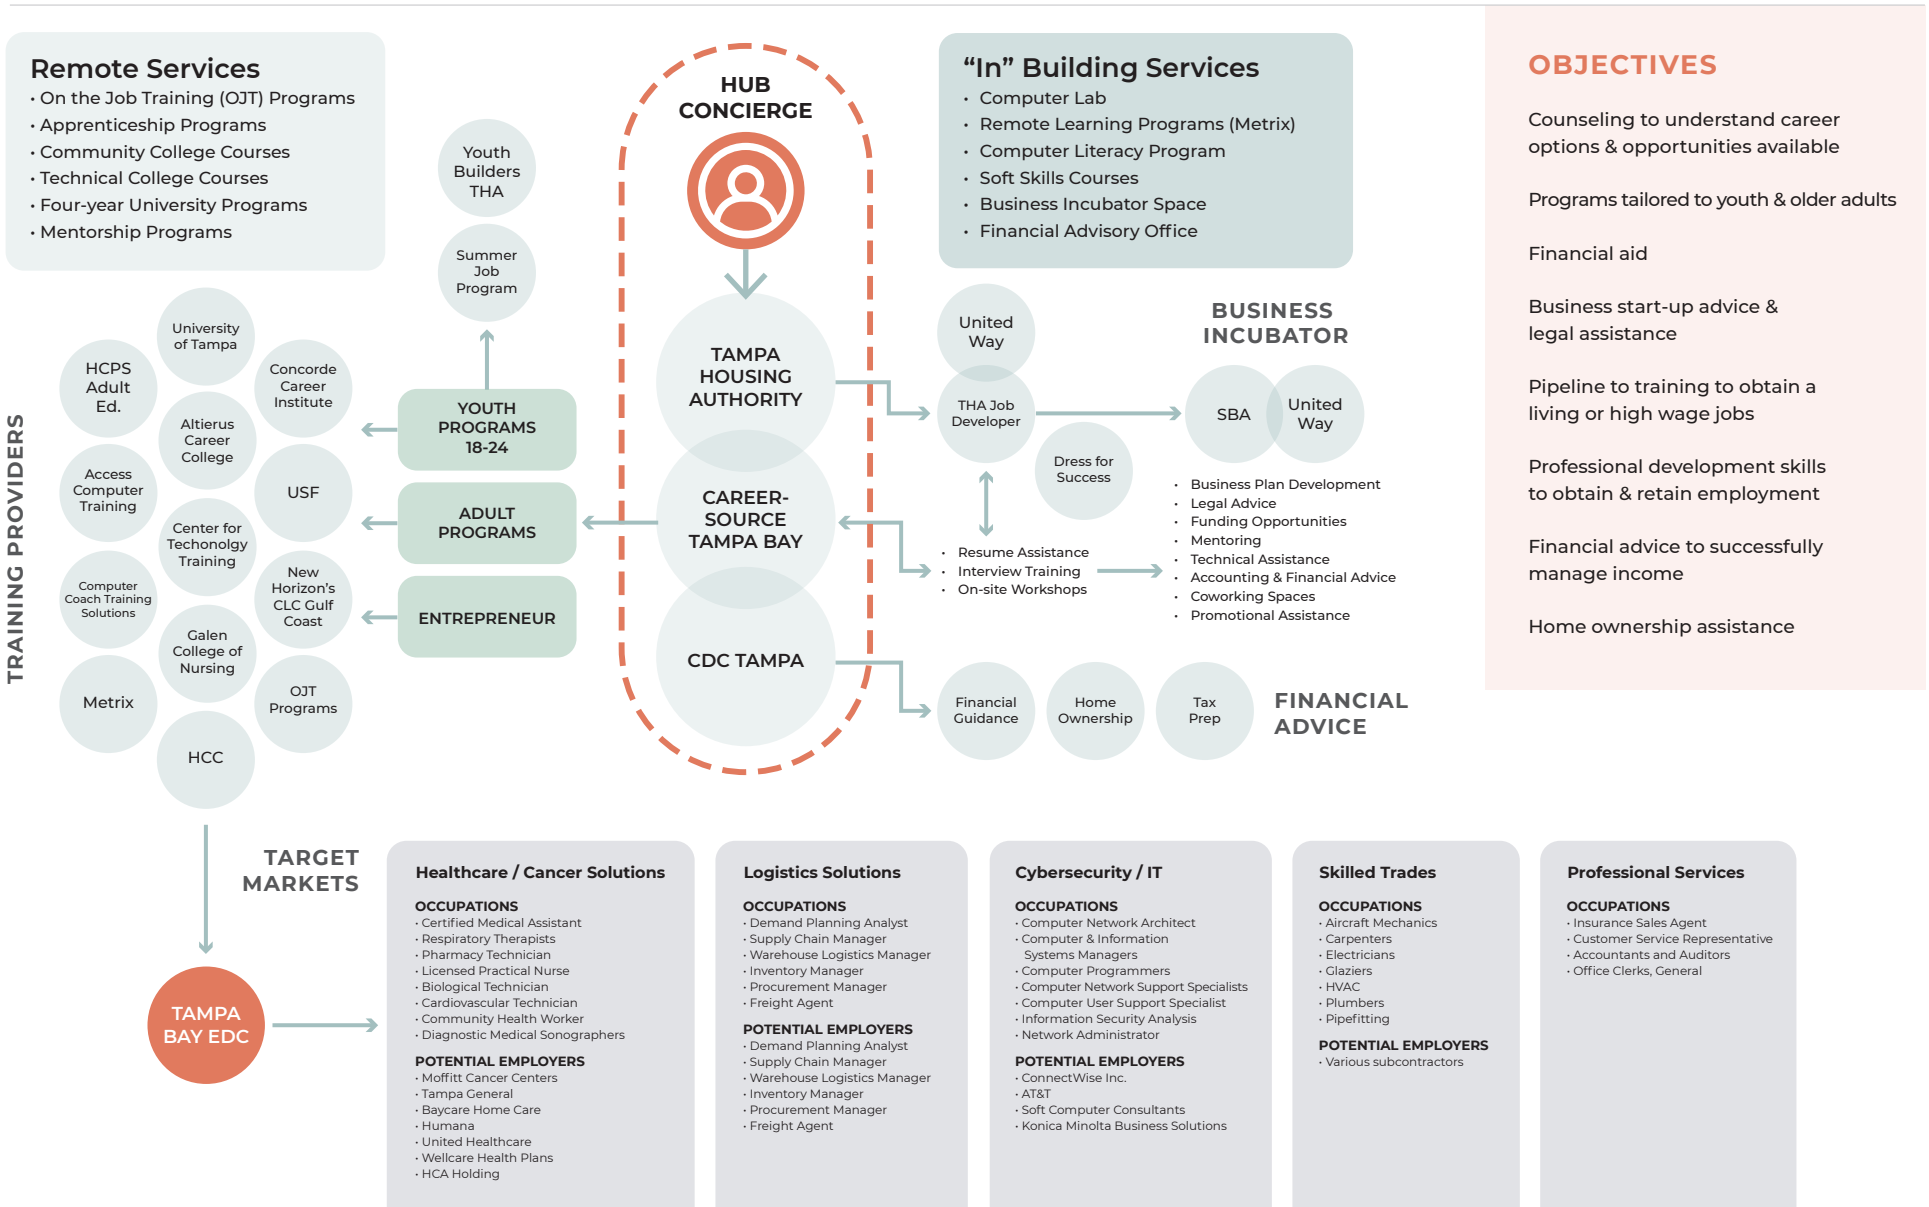 Remote Services
· On the Job Training (OJT) Programs
· Apprenticeship Programs
· Community College Courses
· Technical College Courses
· Four-year University Programs
· Mentorship Programs
Youth
Builders
THA
Summer
Job
Program
HUB
CONCIERGE
TAMPA
HOUSING
AUTHORITY
CAREER-
SOURCE
TAMPA BAY
CDC TAMPA
“In” Building Services
· Computer Lab
· Remote Learning Programs (Metrix)
· Computer Literacy Program
· Soft Skills Courses
· Business Incubator Space
· Financial Advisory Office
OBJECTIVES
Counseling to understand career
options & opportunities available
Programs tailored to youth & older adults
Financial aid
Business start-up advice &
legal assistance
Pipeline to training to obtain a
living or high wage jobs
Professional development skills
to obtain & retain employment
Financial advice to successfully
manage income
Home ownership assistance
TRAINING PROVIDERS
University
of Tampa
HCPS
Adult
Ed.
Concorde
Career
Institute
Altierus
Career
College
Access
Computer
Training
USF
Center for
Techonolgy
Training
Computer
Coach Training
Solutions
New
Horizon’s
CLC Gulf
Coast
Galen
College of
Nursing
Metrix
OJT
Programs
HCC
YOUTH
PROGRAMS
18-24
ADULT
PROGRAMS
ENTREPRENEUR
United
Way
THA Job
Developer
Dress for
Success
· Resume Assistance
· Interview Training
· On-site Workshops
BUSINESS
INCUBATOR
SBA
United
Way
· Business Plan Development
· Legal Advice
· Funding Opportunities
· Mentoring
· Technical Assistance
· Accounting & Financial Advice
· Coworking Spaces
· Promotional Assistance
Financial
Guidance
Home
Ownership
Tax
Prep
FINANCIAL
ADVICE
TARGET
MARKETS
TAMPA
BAY EDC
Healthcare / Cancer Solutions
OCCUPATIONS
· Certified Medical Assistant
· Respiratory Therapists
· Pharmacy Technician
· Licensed Practical Nurse
· Biological Technician
· Cardiovascular Technician
· Community Health Worker
· Diagnostic Medical Sonographers
POTENTIAL EMPLOYERS
· Moffitt Cancer Centers
· Tampa General
· Baycare Home Care
· Humana
· United Healthcare
· Wellcare Health Plans
· HCA Holding
Logistics Solutions
OCCUPATIONS
· Demand Planning Analyst
· Supply Chain Manager
· Warehouse Logistics Manager
· Inventory Manager
· Procurement Manager
· Freight Agent
POTENTIAL EMPLOYERS
· Demand Planning Analyst
· Supply Chain Manager
· Warehouse Logistics Manager
· Inventory Manager
· Procurement Manager
· Freight Agent
Cybersecurity / IT
OCCUPATIONS
· Computer Network Architect
· Computer & Information
Systems Managers
· Computer Programmers
· Computer Network Support Specialists
· Computer User Support Specialist
· Information Security Analysis
· Network Administrator
POTENTIAL EMPLOYERS
· ConnectWise Inc.
· AT&T
· Soft Computer Consultants
· Konica Minolta Business Solutions
Skilled Trades
OCCUPATIONS
· Aircraft Mechanics
· Carpenters
· Electricians
· Glaziers
· HVAC
· Plumbers
· Pipefitting
POTENTIAL EMPLOYERS
· Various subcontractors
Professional Services
OCCUPATIONS
· Insurance Sales Agent
· Customer Service Representative
· Accountants and Auditors
· Office Clerks, General